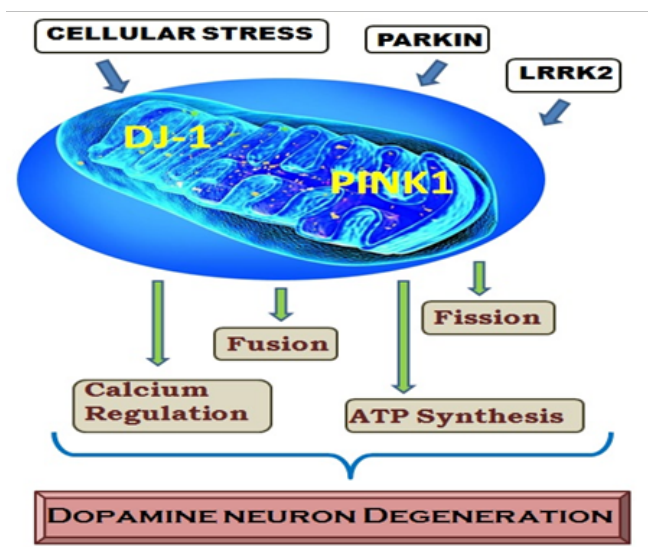 CELLULAR STRESS
PARKIN
LRRK2
DJ-1
PINK1
Fission
Fusion
Calcium
Regulation
ATP Synthesis
DOPAMINE NEURON DEGENERATION